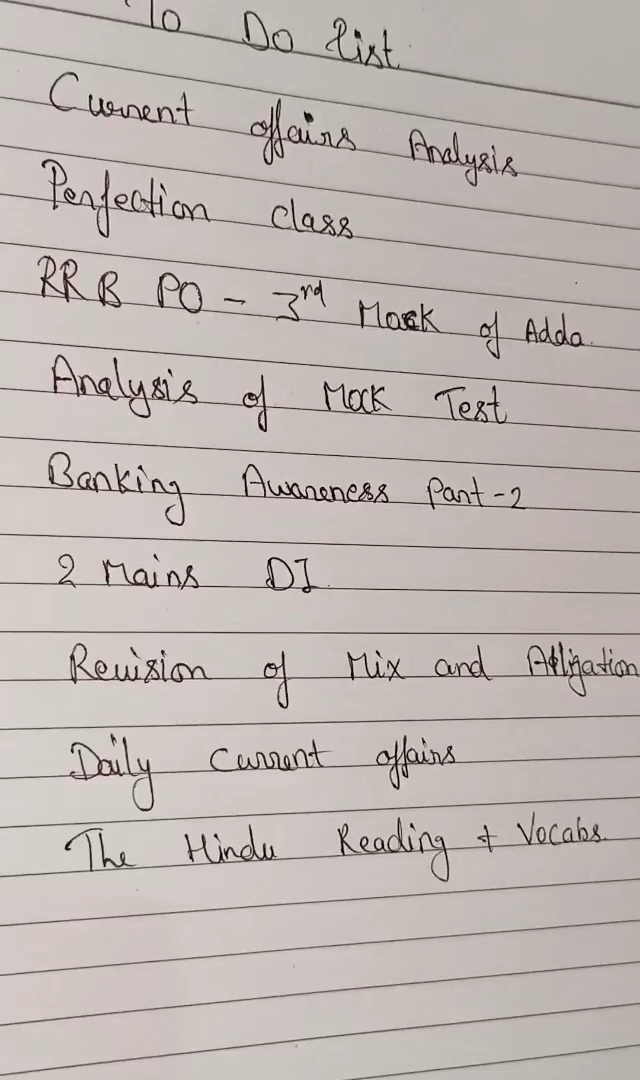 To Do List
Current affairs Analysis
Perfection class
RRB PO - 3rd Mock of Adda.
Analysis of Mock Test
Banking Awareness Part-2
2 Mains DI
Revision of Mix and Alligation
Daily current affairs
The Hindu Reading + Vocabs.